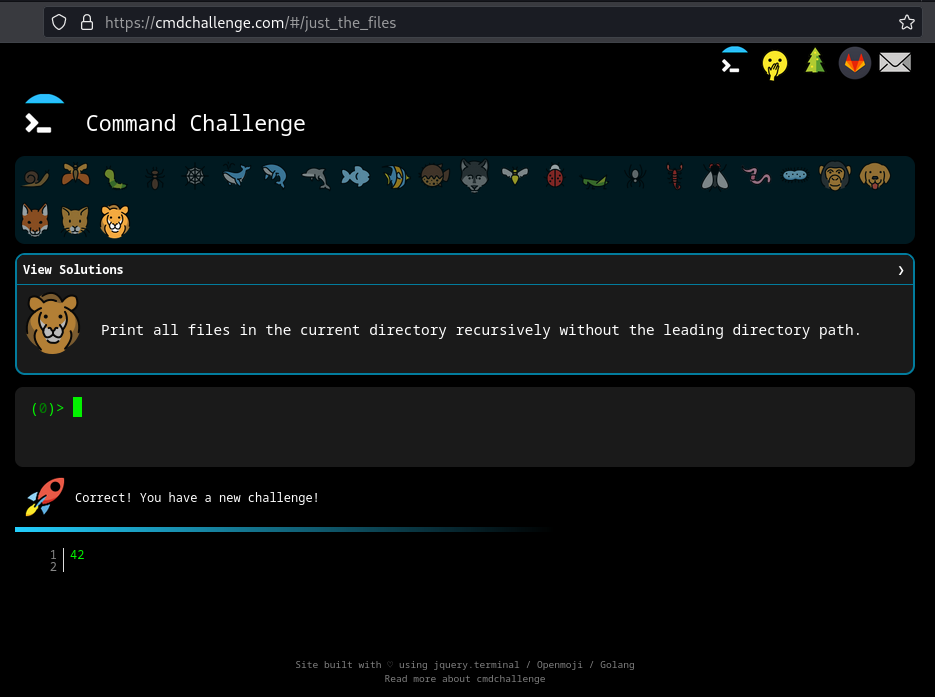 https://cmdchallenge.com/#/just_the_files
Command Challenge
View Solutions ❯
Print all files in the current directory recursively without the leading directory path.
(0)>
Correct! You have a new challenge!
1 42
2
Site built with ♡ using jquery.terminal / Openmoji / Golang
Read more about cmdchallenge